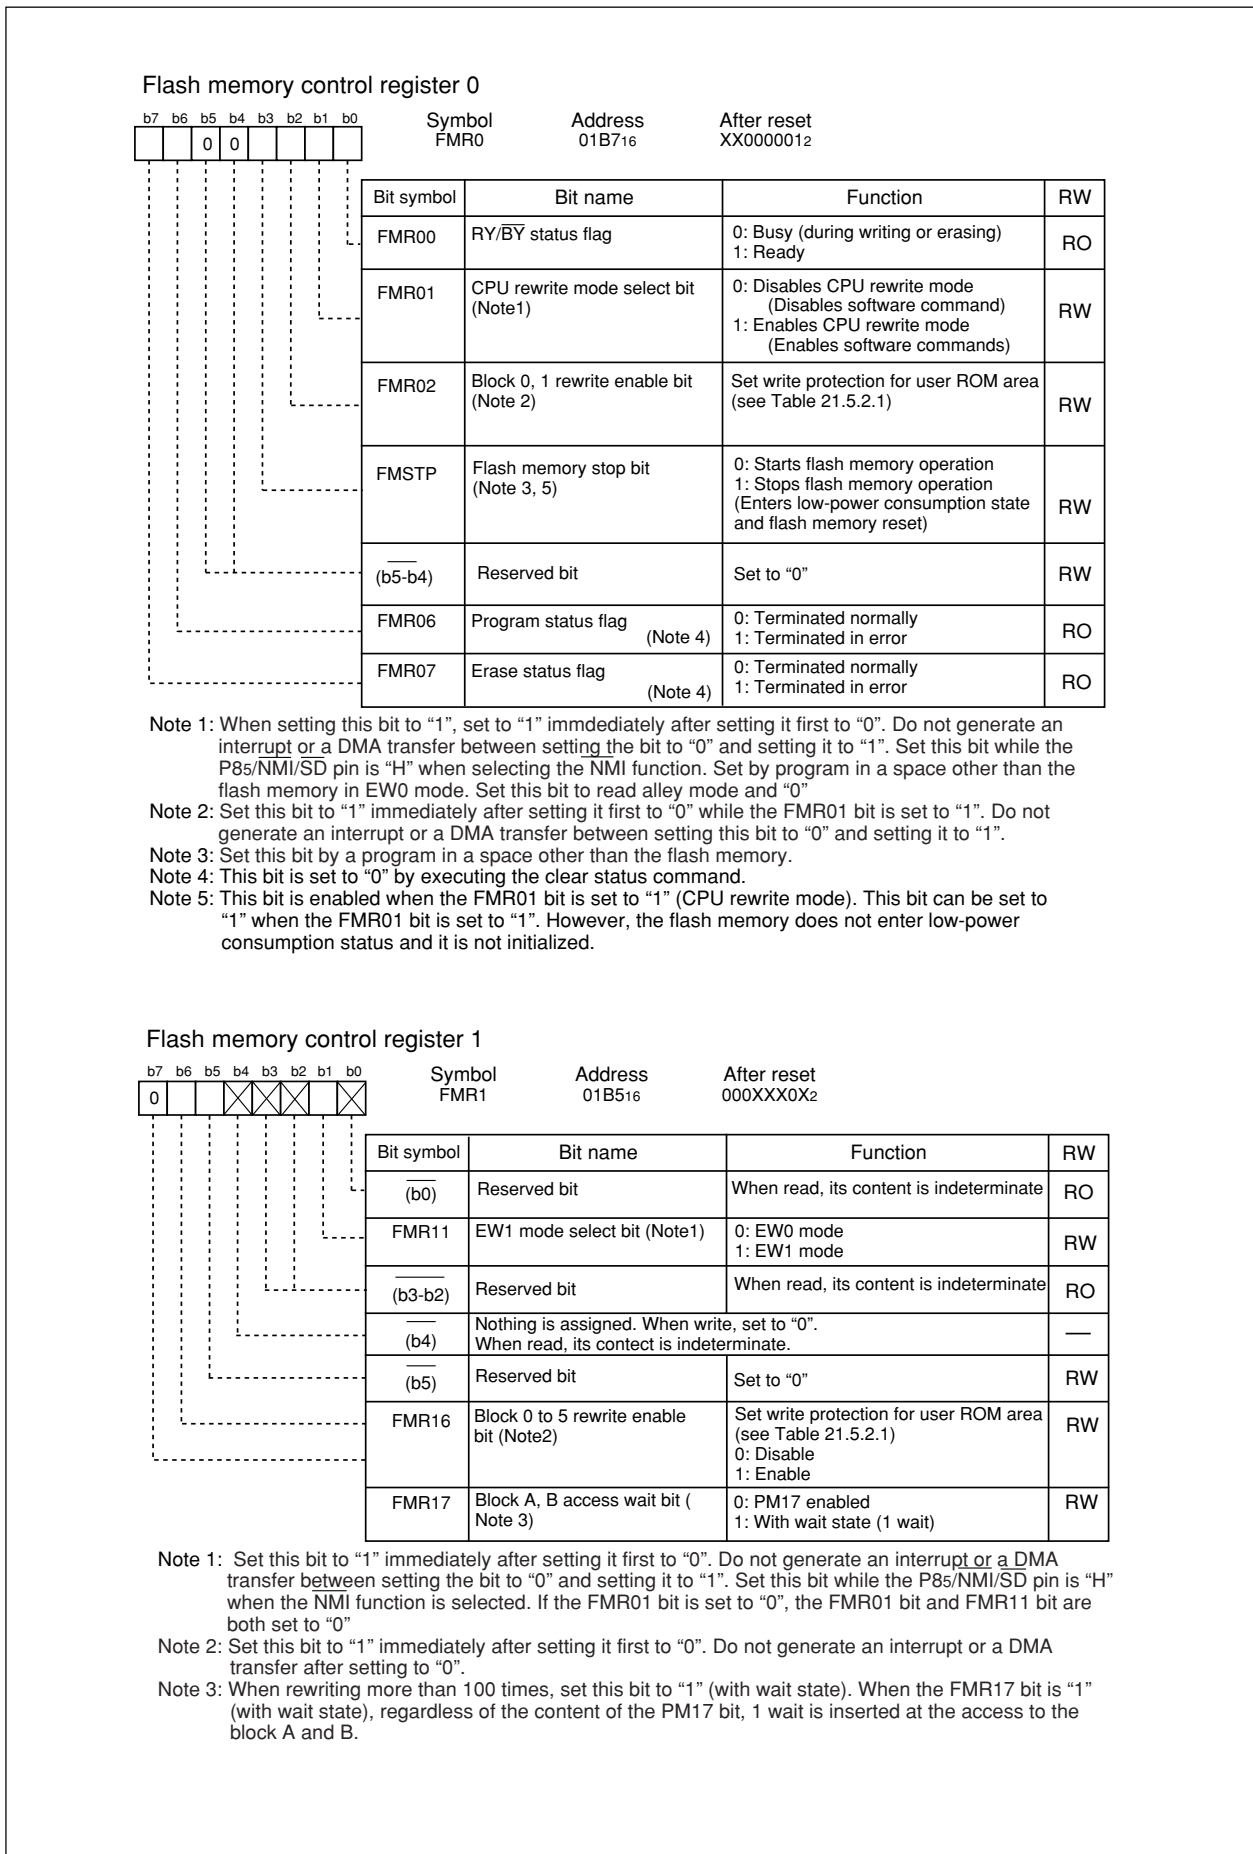 Flash memory control register 0
b7 b6 b5 b4 b3 b2 b1 b0
0 0
Symbol Address After reset
FMR0 01B716 XX0000012
Bit symbol Bit name Function RW
FMR00 RY/BY status flag 0: Busy (during writing or erasing) RO
1: Ready
FMR01 CPU rewrite mode select bit 0: Disables CPU rewrite mode RW
(Note1) (Disables software command)
1: Enables CPU rewrite mode
(Enables software commands)
FMR02 Block 0, 1 rewrite enable bit Set write protection for user ROM area RW
(Note 2) (see Table 21.5.2.1)
FMSTP Flash memory stop bit 0: Starts flash memory operation RW
(Note 3, 5) 1: Stops flash memory operation
(Enters low-power consumption state
and flash memory reset)
(b5-b4) Reserved bit Set to “0” RW
FMR06 Program status flag 0: Terminated normally RO
(Note 4) 1: Terminated in error
FMR07 Erase status flag 0: Terminated normally RO
(Note 4) 1: Terminated in error
Note 1: When setting this bit to “1”, set to “1” immdediately after setting it first to “0”. Do not generate an
interrupt or a DMA transfer between setting the bit to “0” and setting it to “1”. Set this bit while the
P85/NMI/SD pin is “H” when selecting the NMI function. Set by program in a space other than the
flash memory in EW0 mode. Set this bit to read alley mode and “0”
Note 2: Set this bit to “1” immediately after setting it first to “0” while the FMR01 bit is set to “1”. Do not
generate an interrupt or a DMA transfer between setting this bit to “0” and setting it to “1”.
Note 3: Set this bit by a program in a space other than the flash memory.
Note 4: This bit is set to “0” by executing the clear status command.
Note 5: This bit is enabled when the FMR01 bit is set to “1” (CPU rewrite mode). This bit can be set to
“1” when the FMR01 bit is set to “1”. However, the flash memory does not enter low-power
consumption status and it is not initialized.
Flash memory control register 1
b7 b6 b5 b4 b3 b2 b1 b0
0
Symbol Address After reset
FMR1 01B516 000XXX0X2
Bit symbol Bit name Function RW
(b0) Reserved bit When read, its content is indeterminate RO
FMR11 EW1 mode select bit (Note1) 0: EW0 mode RW
1: EW1 mode
(b3-b2) Reserved bit When read, its content is indeterminate RO
(b4) Nothing is assigned. When write, set to “0”. —
When read, its contect is indeterminate.
(b5) Reserved bit Set to “0” RW
FMR16 Block 0 to 5 rewrite enable Set write protection for user ROM area RW
bit (Note2) (see Table 21.5.2.1)
0: Disable
1: Enable
FMR17 Block A, B access wait bit ( 0: PM17 enabled RW
Note 3) 1: With wait state (1 wait)
Note 1: Set this bit to “1” immediately after setting it first to “0”. Do not generate an interrupt or a DMA
transfer between setting the bit to “0” and setting it to “1”. Set this bit while the P85/NMI/SD pin is “H”
when the NMI function is selected. If the FMR01 bit is set to “0”, the FMR01 bit and FMR11 bit are
both set to “0”
Note 2: Set this bit to “1” immediately after setting it first to “0”. Do not generate an interrupt or a DMA
transfer after setting to “0”.
Note 3: When rewriting more than 100 times, set this bit to “1” (with wait state). When the FMR17 bit is “1”
(with wait state), regardless of the content of the PM17 bit, 1 wait is inserted at the access to the
block A and B.